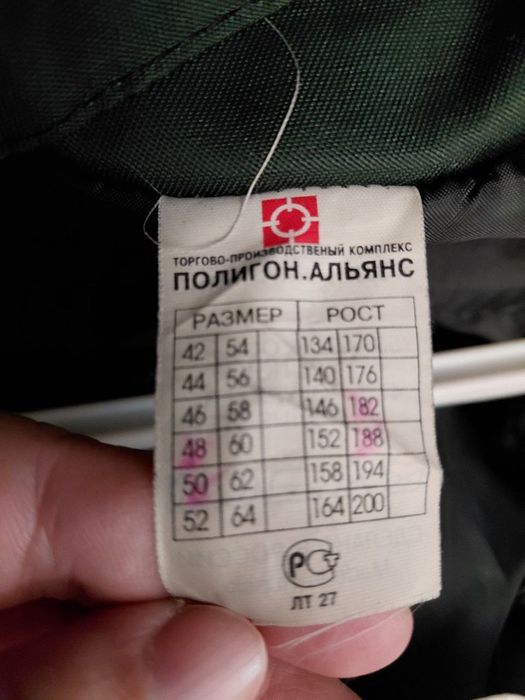 ТОРГОВО-ПРОИЗВОДСТВЕНЫЙ КОМПЛЕКС
ПОЛИГОН.АЛЬЯНС
РАЗМЕР РОСТ
42 54 134 170
44 56 140 176
46 58 146 182
48 60 152 188
50 62 158 194
52 64 164 200
РСТ
ЛТ 27